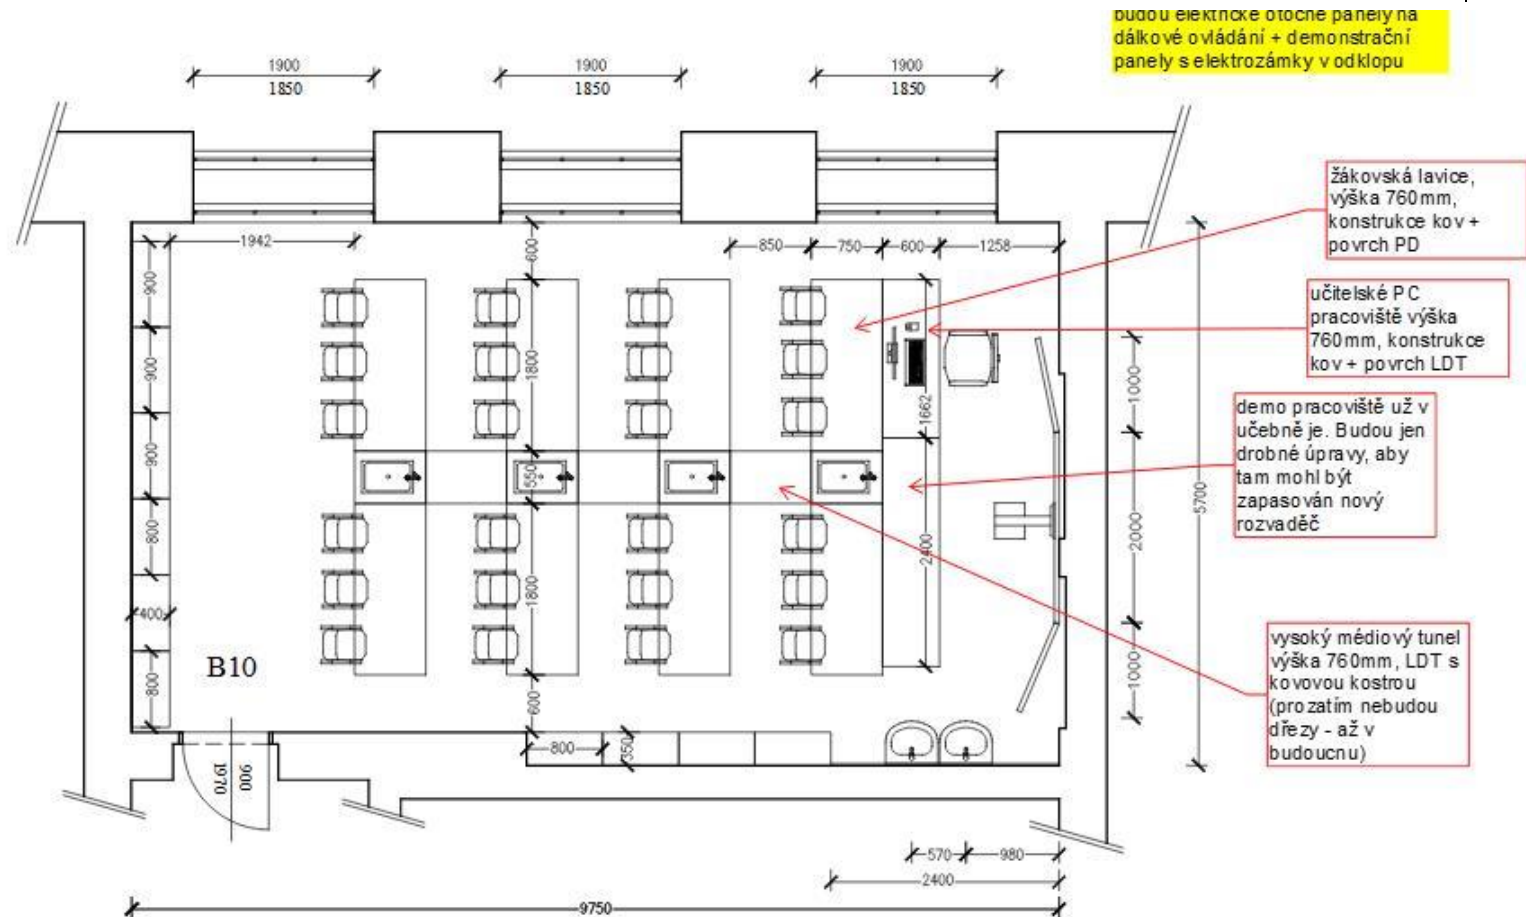 budou elektrické otočné panely na
dálkové ovládání + demonstrační
panely s elektrozámky v odklopu
1900
1850
1900
1850
1900
1850
žákovská lavice,
výška 760mm,
konstrukce kov +
povrch PD
učitelské PC
pracoviště výška
760mm, konstrukce
kov + povrch LDT
demo pracoviště už v
učebně je. Budou jen
drobné úpravy, aby
tam mohl být
zapasován nový
rozvaděč
vysoký médiový tunel
výška 760mm, LDT s
kovovou kostrou
(prozatím nebudou
dřezy - až v
budoucnu)
1942
600
850
750
600
1258
900
900
900
800
400
800
1800
550
1800
600
1662
2400
1000
2000
1000
5700
B10
800
350
900
1970
570
980
2400
9750